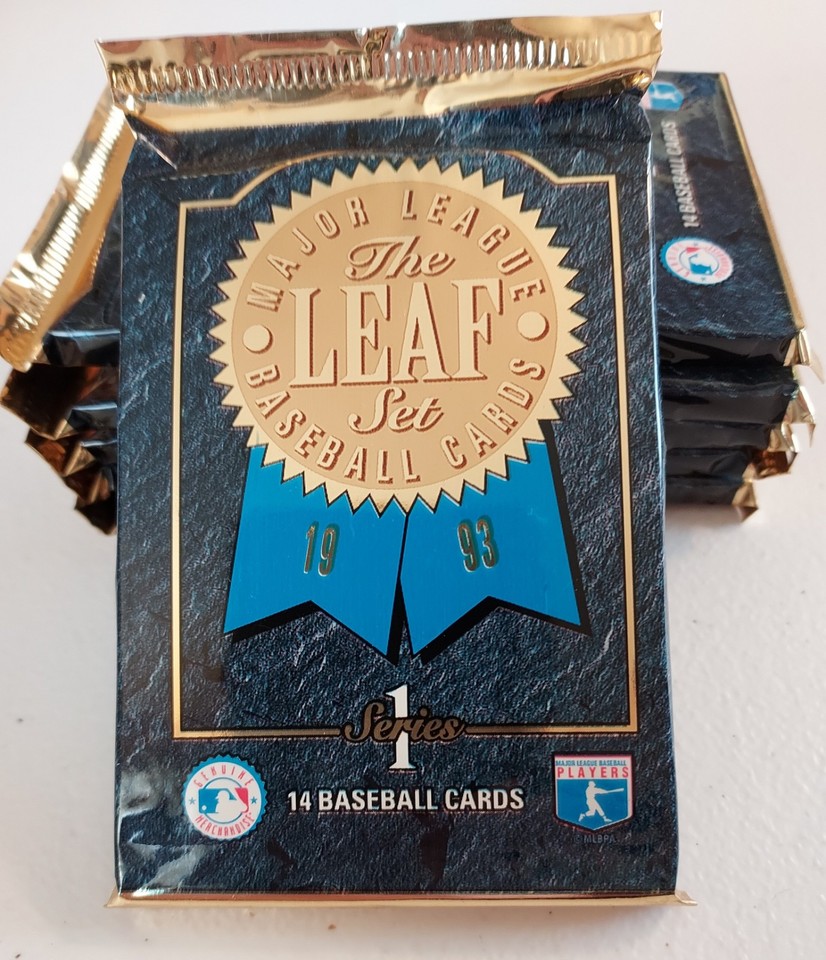 MAJOR LEAGUE
The
LEAF
Set
BASEBALL CARDS
19 93
Series 1
GENUINE
MERCHANDISE
14 BASEBALL CARDS
MAJOR LEAGUE BASEBALL
PLAYERS
MLBPA
14 BASEBALL CARDS